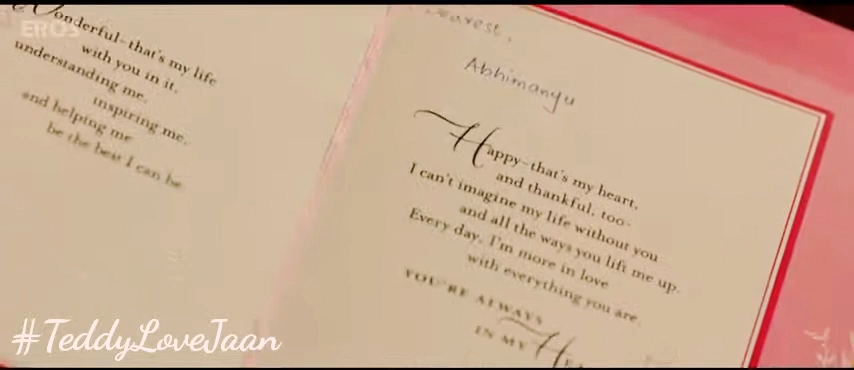 EROS
Wonderful-that's my life
with you in it,
understanding me,
inspiring me,
and helping me
be the best I can be
Dearest,
Abhimanyu
Happy-that's my heart,
and thankful, too-
I can't imagine my life without you
and all the ways you lift me up.
Every day, I'm more in love
with everything you are.
YOU'RE ALWAYS
IN MY
#TeddyLoveJaan